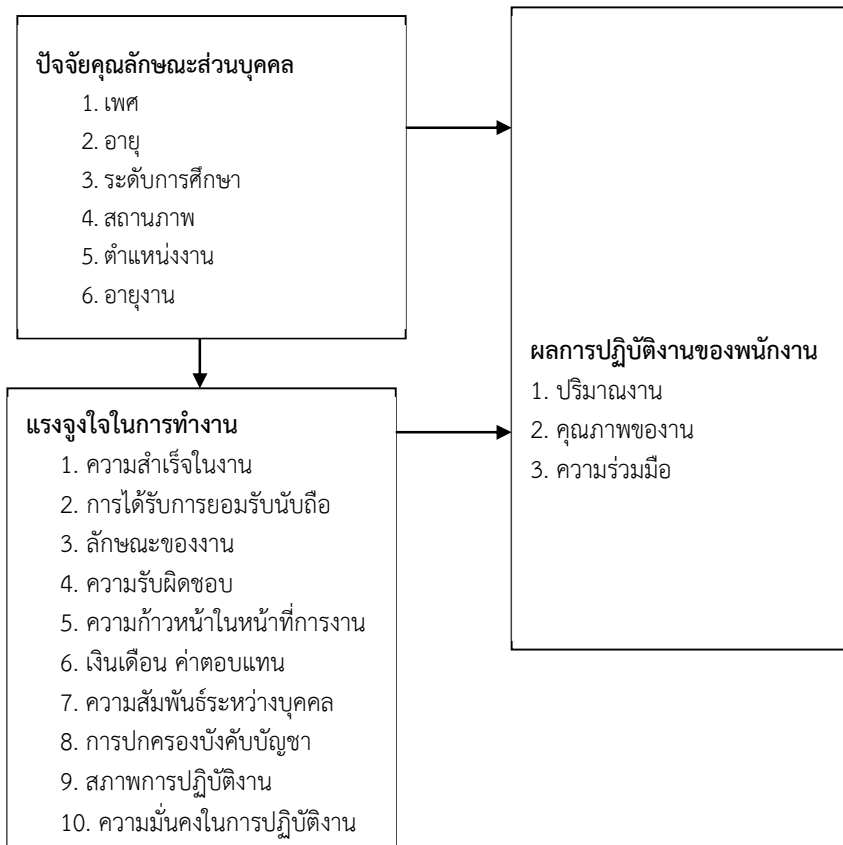 ปัจจัยคุณลักษณะส่วนบุคคล
1. เพศ
2. อายุ
3. ระดับการศึกษา
4. สถานภาพ
5. ตำแหน่งงาน
6. อายุงาน
แรงจูงใจในการทำงาน
1. ความสำเร็จในงาน
2. การได้รับการยอมรับนับถือ
3. ลักษณะของงาน
4. ความรับผิดชอบ
5. ความก้าวหน้าในหน้าที่การงาน
6. เงินเดือน ค่าตอบแทน
7. ความสัมพันธ์ระหว่างบุคคล
8. การปกครองบังคับบัญชา
9. สภาพการปฏิบัติงาน
10. ความมั่นคงในการปฏิบัติงาน
ผลการปฏิบัติงานของพนักงาน
1. ปริมาณงาน
2. คุณภาพของงาน
3. ความร่วมมือ